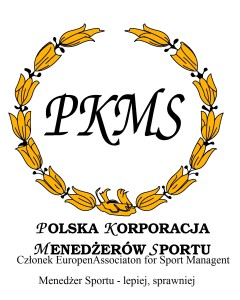 PKMS
POLSKA KORPORACJA
MENEDŻERÓW SPORTU
Członek EuropenAssociaton for Sport Managent
Menedżer Sportu - lepiej, sprawniej